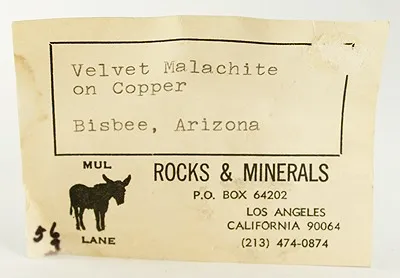 Velvet Malachite
on Copper
Bisbee, Arizona
MUL
LANE
ROCKS & MINERALS
P.O. BOX 64202
LOS ANGELES
CALIFORNIA 90064
(213) 474-0874